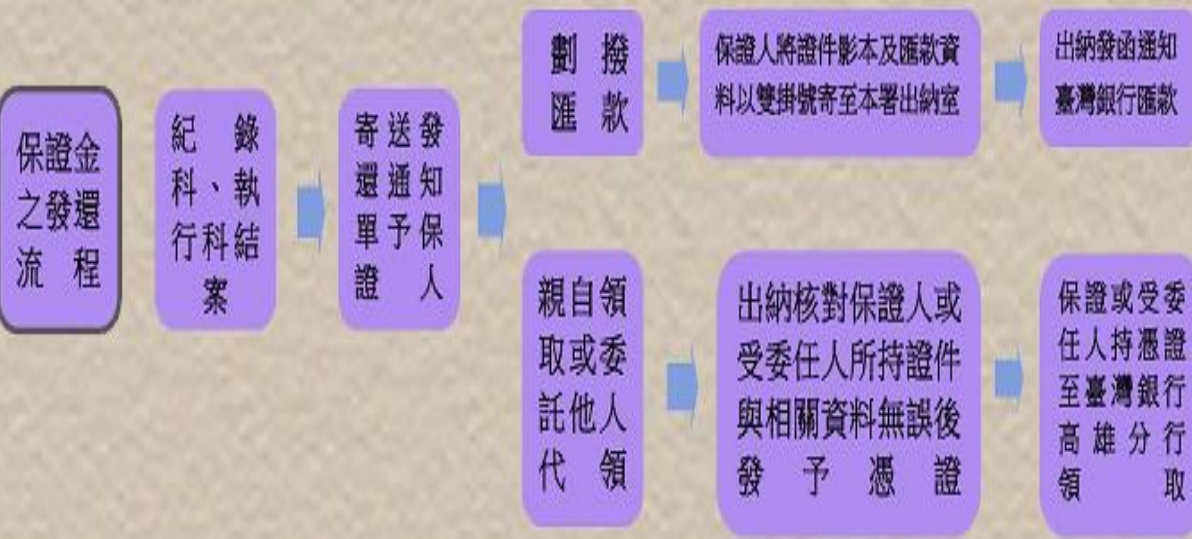 保證金
之發還
流程
紀錄
科、執
行科結
案
寄送發
還通知
單予保
證人
劃撥
匯款
保證人將證件影本及匯款資
料以雙掛號寄至本署出納室
出納發函通知
臺灣銀行匯款
親自領
取或委
託他人
代領
出納核對保證人或
受委任人所持證件
與相關資料無誤後
發予憑證
保證或受委
任人持憑證
至臺灣銀行
高雄分行
領取